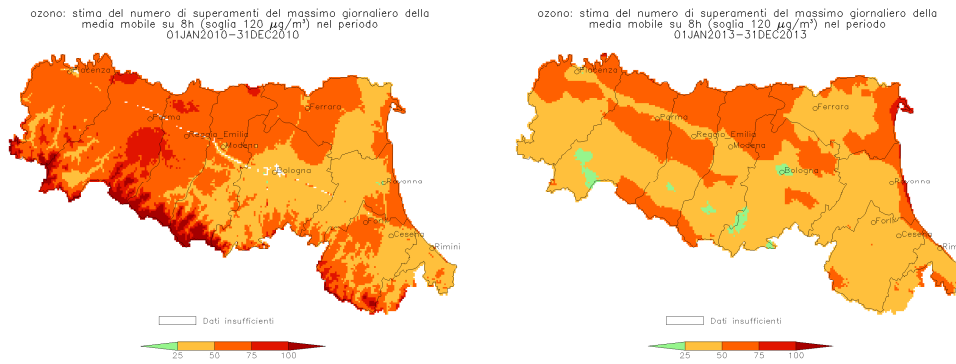 ozono: stima del numero di superamenti del massimo giornaliero della
media mobile su 8h (soglia 120 μg/m³) nel periodo
01JAN2010-31DEC2010
Piacenza
Parma
Reggio_Emilia
Modena
Ferrara
Bologna
Ravenna
Forlì
Cesena
Rimini
Dati insufficienti
25 50 75 100
ozono: stima del numero di superamenti del massimo giornaliero della
media mobile su 8h (soglia 120 μg/m³) nel periodo
01JAN2013-31DEC2013
Piacenza
Parma
Reggio_Emilia
Modena
Ferrara
Bologna
Ravenna
Forlì
Cesena
Rim
Dati insufficienti
25 50 75 100